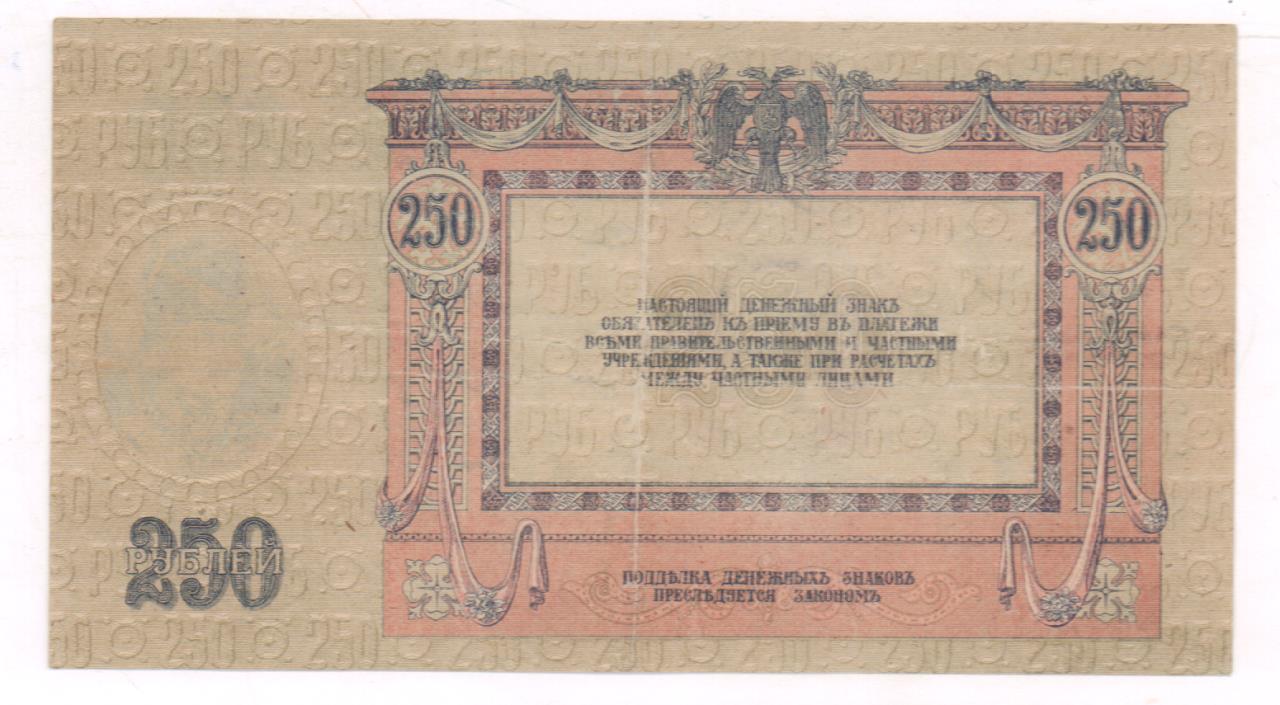 250
250
НАСТОЯЩІЙ ДЕНЕЖНЫЙ ЗНАКЪ
ОБЯЗАТЕЛЕНЪ КЪ ПРІЕМУ ВЪ ПЛАТЕЖИ
ВСѢМИ ПРАВИТЕЛЬСТВЕННЫМИ И ЧАСТНЫМИ
УЧРЕЖДЕНІЯМИ, А ТАКЖЕ ПРИ РАСЧЕТАХЪ
МЕЖДУ ЧАСТНЫМИ ЛИЦАМИ
250
РУБЛЕЙ
ПОДДѢЛКА ДЕНЕЖНЫХЪ ЗНАКОВЪ
ПРЕСЛѢДУЕТСЯ ЗАКОНОМЪ